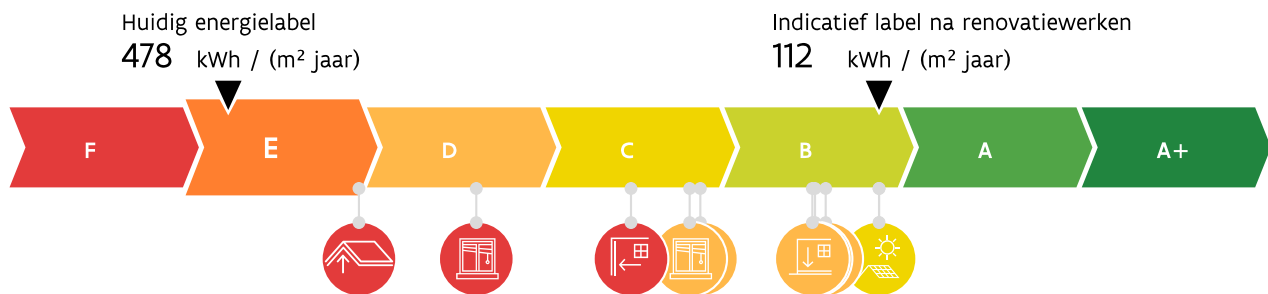 Huidig energielabel
478 kWh / (m² jaar)
Indicatief label na renovatiewerken
112 kWh / (m² jaar)
F E D C B A A+